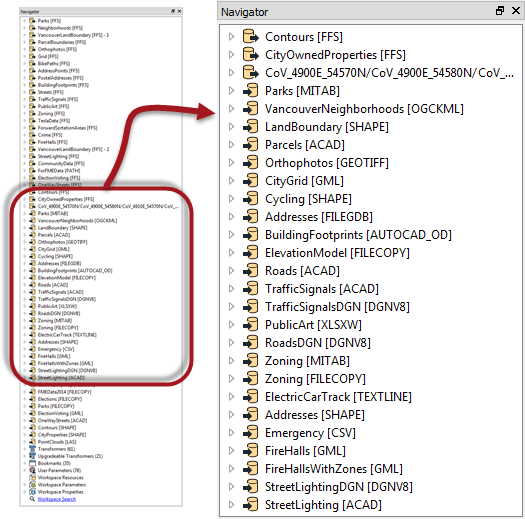 Navigator
Parks [FFS]
Neighborhoods [FFS]
VancouverLandBoundary [FFS] - 1
ParcelBoundaries [FFS]
Orthophotos [FFS]
Grid [FFS]
BikePaths [FFS]
AddressPoints [FFS]
PostalAddresses [FFS]
BuildingFootprints [FFS]
Streets [FFS]
TrafficSignals [FFS]
PublicArt [FFS]
Zoning [FFS]
TeslaData [FFS]
ForwardSortationAreas [FFS]
Crime [FFS]
FireHalls [FFS]
VancouverLandBoundary [FFS] - 2
StreetLighting [FFS]
CommunityData [FFS]
ForFMEData [PATH]
ElectionVoting [FFS]
OneWayStreets [FFS]
Contours [FFS]
CityOwnedProperties [FFS]
CoV_4900E_54570N/CoV_4900E_54580N/CoV_4910E_54570N/CoV_...
Parks [MITAB]
VancouverNeighborhoods [OGCKML]
LandBoundary [SHAPE]
Parcels [ACAD]
Orthophotos [GEOTIFF]
CityGrid [GML]
Cycling [SHAPE]
Addresses [FILEGDB]
BuildingFootprints [AUTOCAD_OD]
ElevationModel [FILECOPY]
Roads [ACAD]
TrafficSignals [ACAD]
TrafficSignalsDGN [DGNV8]
PublicArt [XLSXW]
RoadsDGN [DGNV8]
Zoning [MITAB]
Zoning [FILECOPY]
ElectricCarTrack [TEXTLINE]
Addresses [SHAPE]
Emergency [CSV]
FireHalls [GML]
FireHallsWithZones [GML]
StreetLightingDGN [DGNV8]
StreetLighting [ACAD]
FMEData2014 [FILECOPY]
Elections [FILECOPY]
Parks [FILECOPY]
ElectionVoting [GML]
OneWayStreets [ACAD]
Contours [SHAPE]
CityProperties [SHAPE]
PointClouds [LAS]
Transformers (61)
Upgradeable Transformers (21)
Bookmarks (35)
User Parameters (78)
Workspace Resources
Workspace Parameters
Workspace Properties
Workspace Search
Navigator
Contours [FFS]
CityOwnedProperties [FFS]
CoV_4900E_54570N/CoV_4900E_54580N/CoV_...
Parks [MITAB]
VancouverNeighborhoods [OGCKML]
LandBoundary [SHAPE]
Parcels [ACAD]
Orthophotos [GEOTIFF]
CityGrid [GML]
Cycling [SHAPE]
Addresses [FILEGDB]
BuildingFootprints [AUTOCAD_OD]
ElevationModel [FILECOPY]
Roads [ACAD]
TrafficSignals [ACAD]
TrafficSignalsDGN [DGNV8]
PublicArt [XLSXW]
RoadsDGN [DGNV8]
Zoning [MITAB]
Zoning [FILECOPY]
ElectricCarTrack [TEXTLINE]
Addresses [SHAPE]
Emergency [CSV]
FireHalls [GML]
FireHallsWithZones [GML]
StreetLightingDGN [DGNV8]
StreetLighting [ACAD]